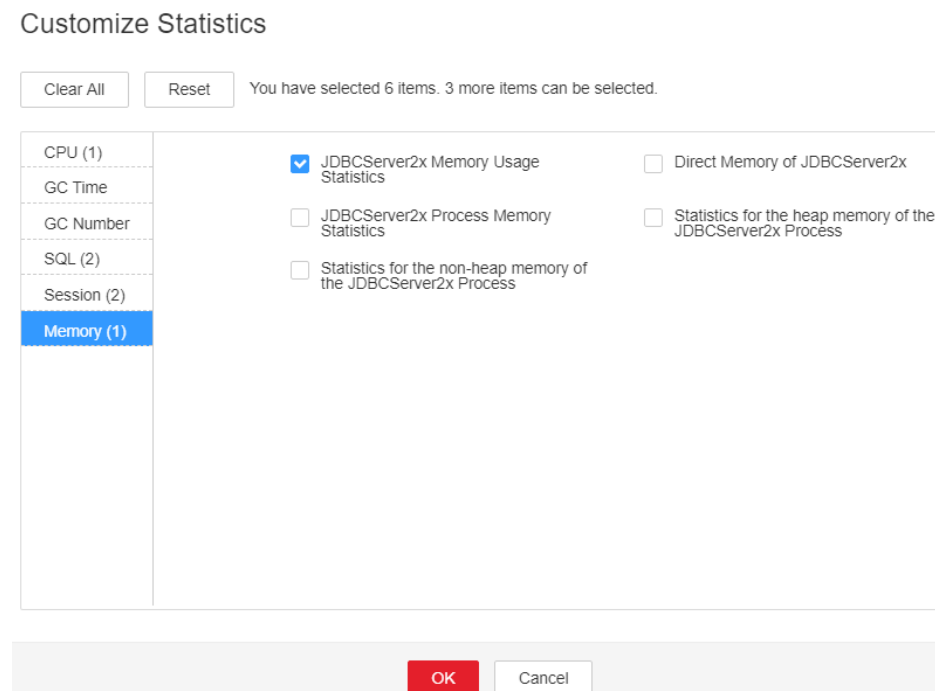 Customize Statistics
Clear All
Reset
You have selected 6 items. 3 more items can be selected.
CPU (1)
GC Time
GC Number
SQL (2)
Session (2)
Memory (1)
JDBCServer2x Memory Usage
Statistics
Direct Memory of JDBCServer2x
JDBCServer2x Process Memory
Statistics
Statistics for the heap memory of the
JDBCServer2x Process
Statistics for the non-heap memory of
the JDBCServer2x Process
OK
Cancel